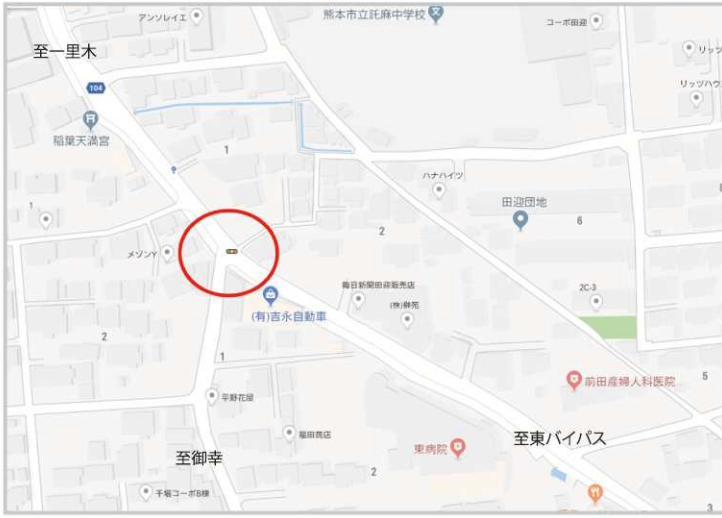 アンソレイエ
熊本市立託麻中学校
コーポ田迎
至一里木
リッツ
104
リッツハウ
稲葉天満宮
1
ハナハイツ
田迎団地
1
2
6
メゾンY
毎日新聞田迎販売店
2C-3
(有)吉永自動車
2
1
前田産婦人科医院
5
平野花屋
福田商店
東病院
至東バイパス
至御幸
2
千堀コーポB棟
3